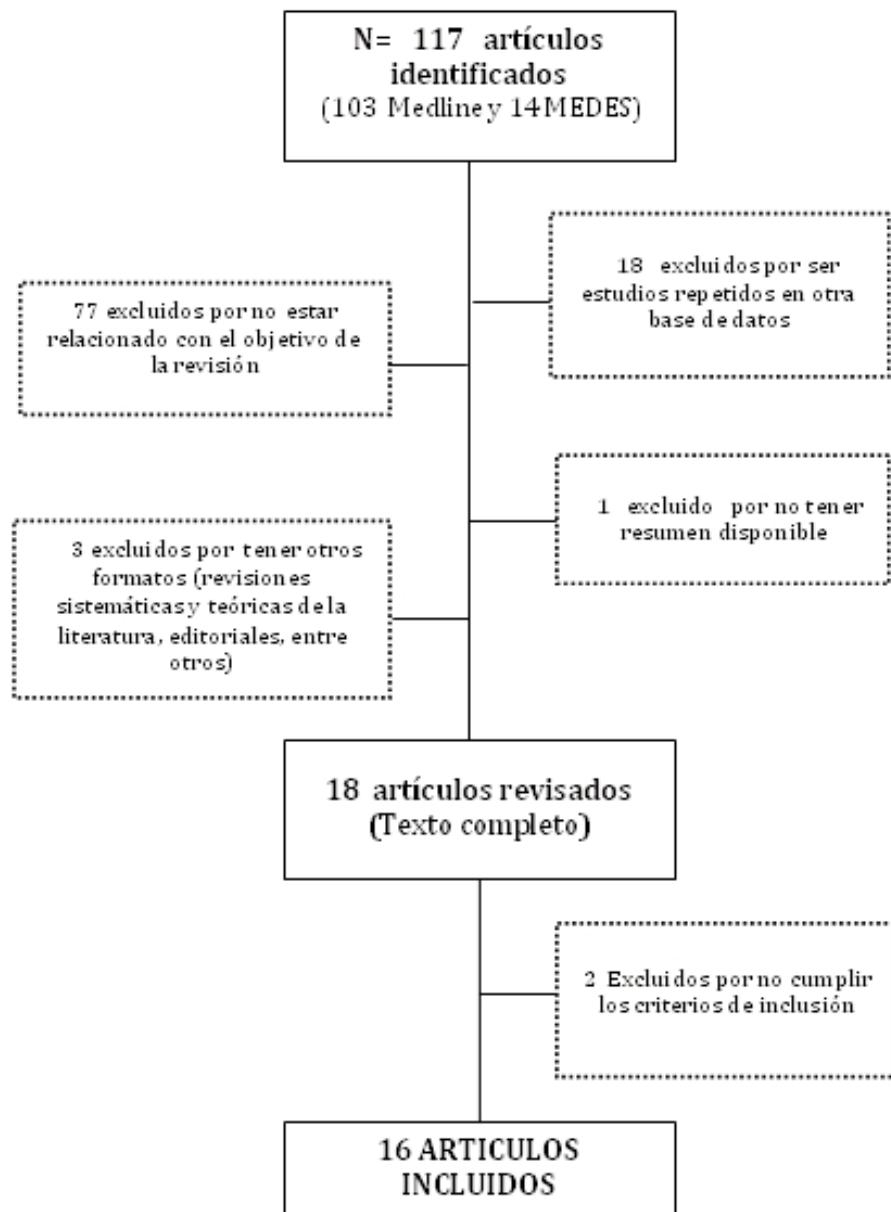 N= 117 artículos
identificados
(103 Medline y 14 MEDES)
18 excluidos por ser
estudios repetidos en otra
base de datos
77 excluidos por no estar
relacionado con el objetivo de
la revisión
1 excluido por no tener
resumen disponible
3 excluidos por tener otros
formatos (revisiones
sistemáticas y teóricas de la
literatura, editoriales, entre
otros)
18 artículos revisados
(Texto completo)
2 Excluidos por no cumplir
los criterios de inclusión
16 ARTICULOS
INCLUIDOS